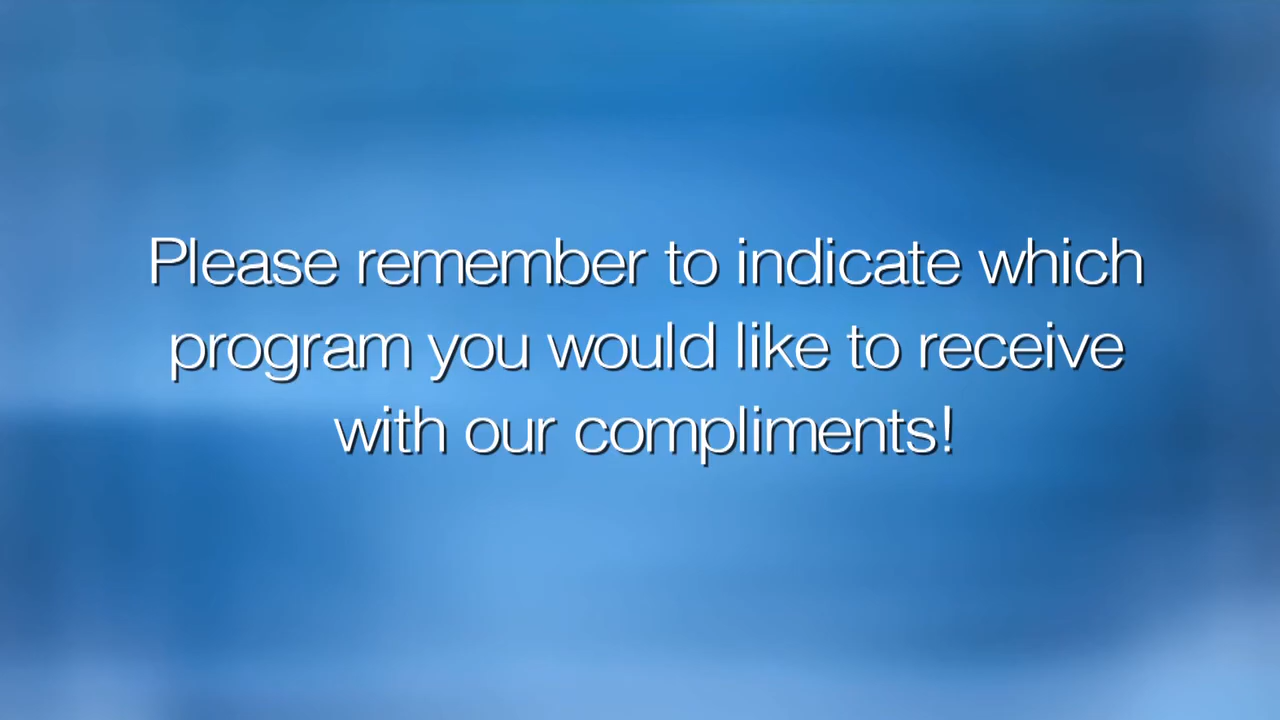 Please remember to indicate which
program you would like to receive
with our compliments!